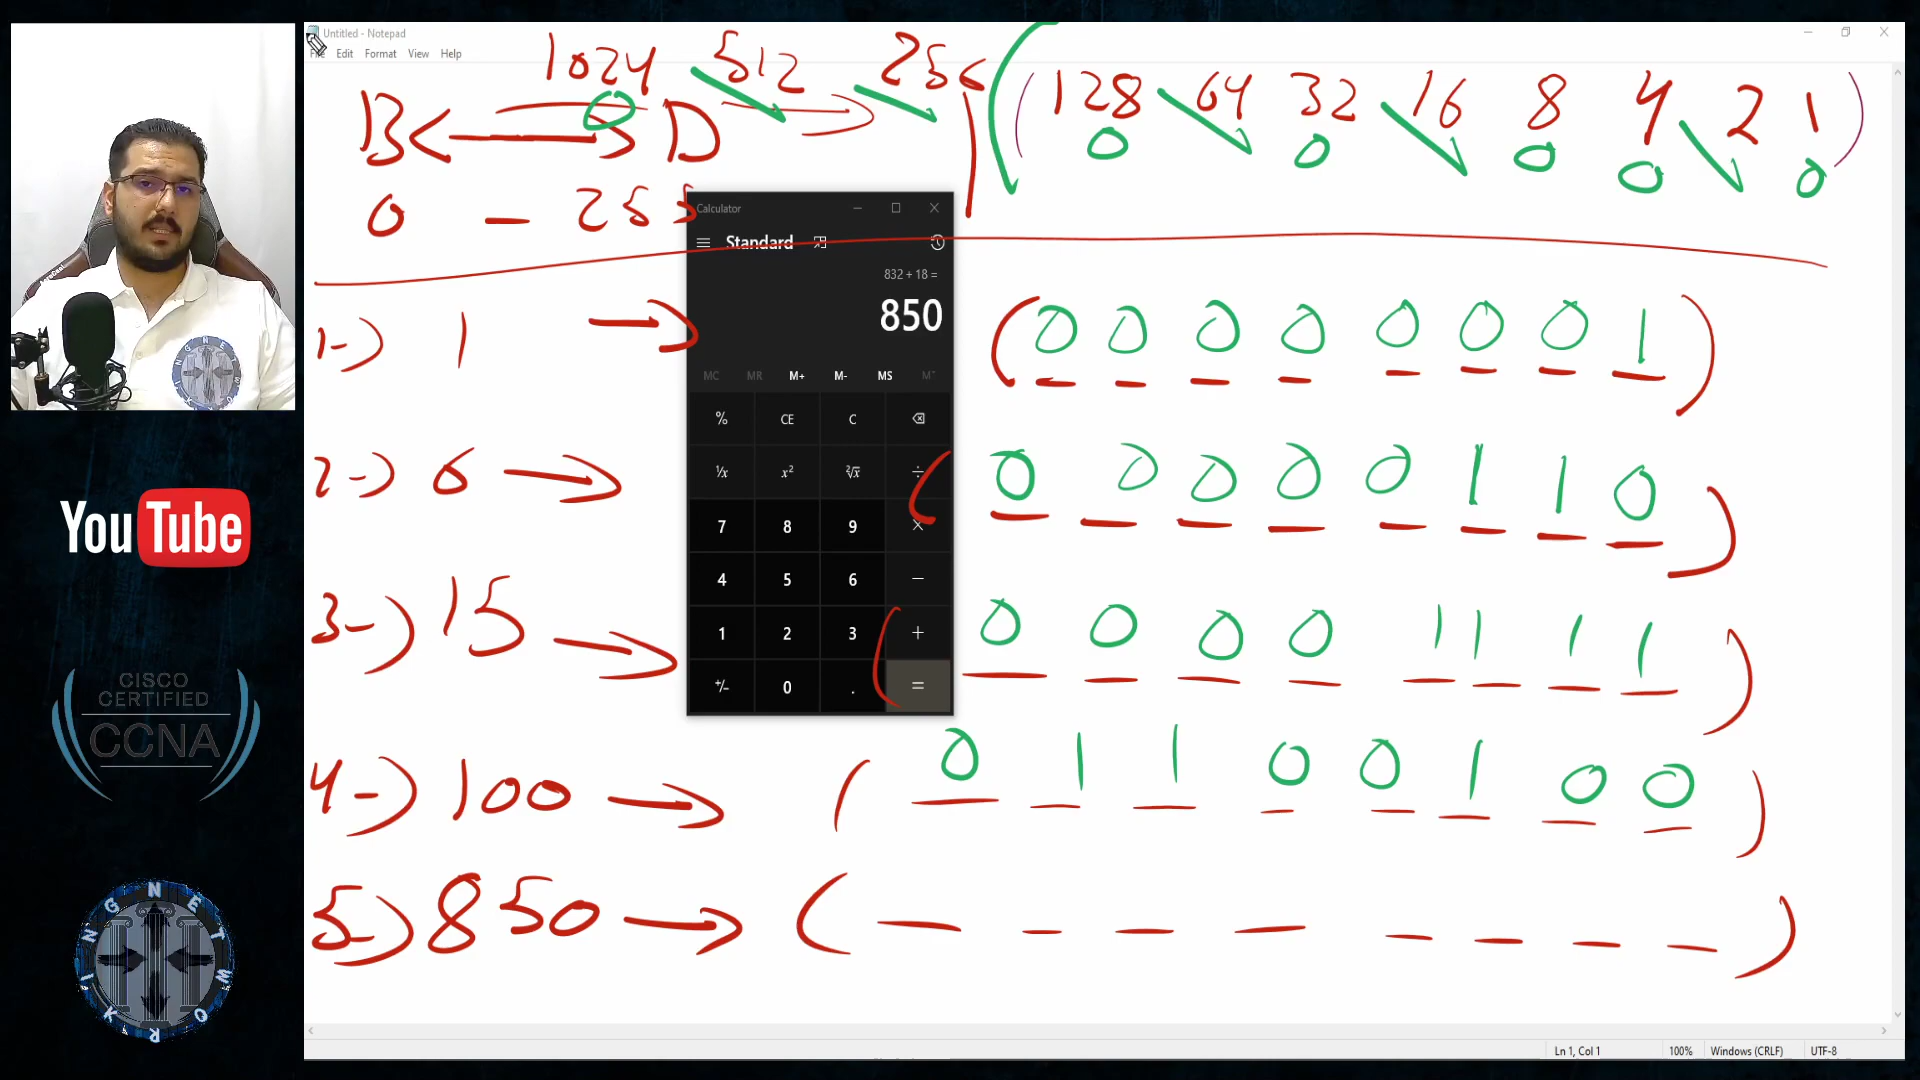 Untitled - Notepad
File Edit Format View Help
1024 512 256 128 64 32 16 8 4 2 1
B D
0 0 0 0 0 0
0 - 255
Calculator
Standard
832 + 18 =
850
MC MR M+ M- MS M˅
% CE C
¹/x x² ²√x ÷
7 8 9 ×
4 5 6 −
1 2 3 +
+/- 0 . =
1-) 1 → (0 0 0 0 0 0 0 1)
2-) 6 → (0 0 0 0 0 1 1 0)
3-) 15 → (0 0 0 0 1 1 1 1)
4-) 100 → (0 1 1 0 0 1 0 0)
5-) 850 → (_ _ _ _ _ _ _ _)
Ln 1, Col 1 100% Windows (CRLF) UTF-8
YouTube
CISCO
CERTIFIED
CCNA
KINGNETWOR
KINGNETWOR